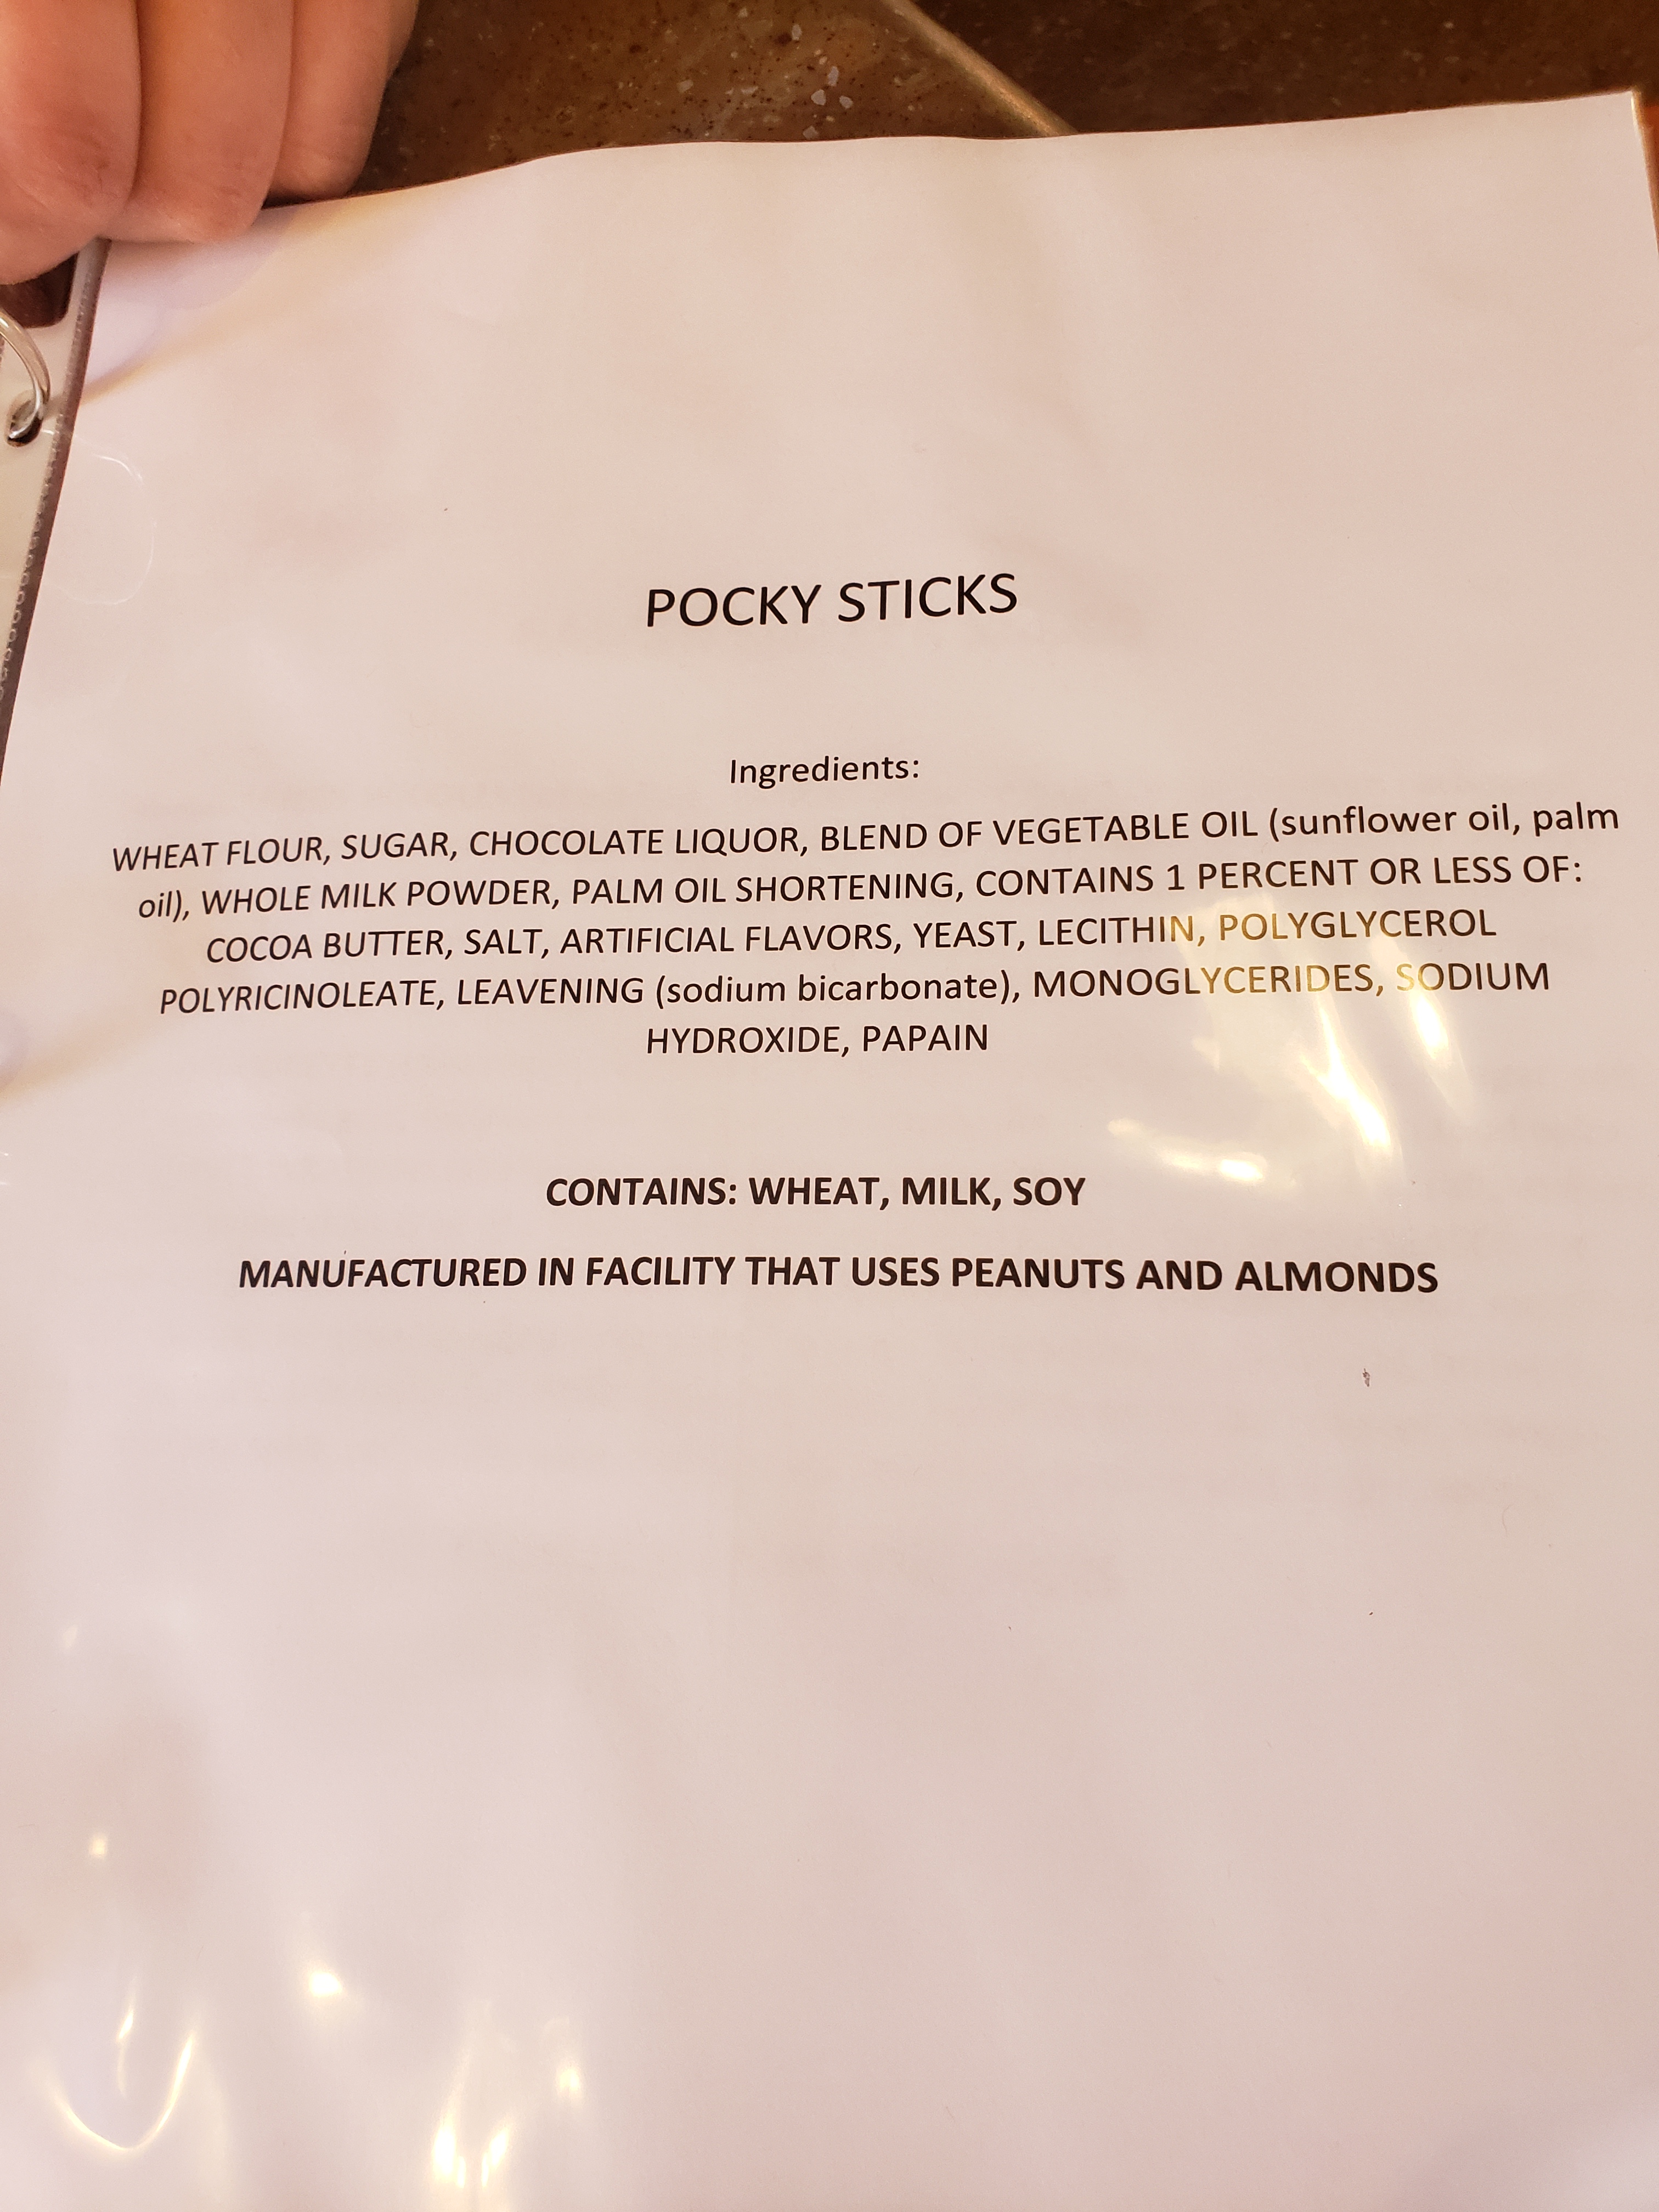 POCKY STICKS
Ingredients:
WHEAT FLOUR, SUGAR, CHOCOLATE LIQUOR, BLEND OF VEGETABLE OIL (sunflower oil, palm
oil), WHOLE MILK POWDER, PALM OIL SHORTENING, CONTAINS 1 PERCENT OR LESS OF:
COCOA BUTTER, SALT, ARTIFICIAL FLAVORS, YEAST, LECITHIN, POLYGLYCEROL
POLYRICINOLEATE, LEAVENING (sodium bicarbonate), MONOGLYCERIDES, SODIUM
HYDROXIDE, PAPAIN
CONTAINS: WHEAT, MILK, SOY
MANUFACTURED IN FACILITY THAT USES PEANUTS AND ALMONDS